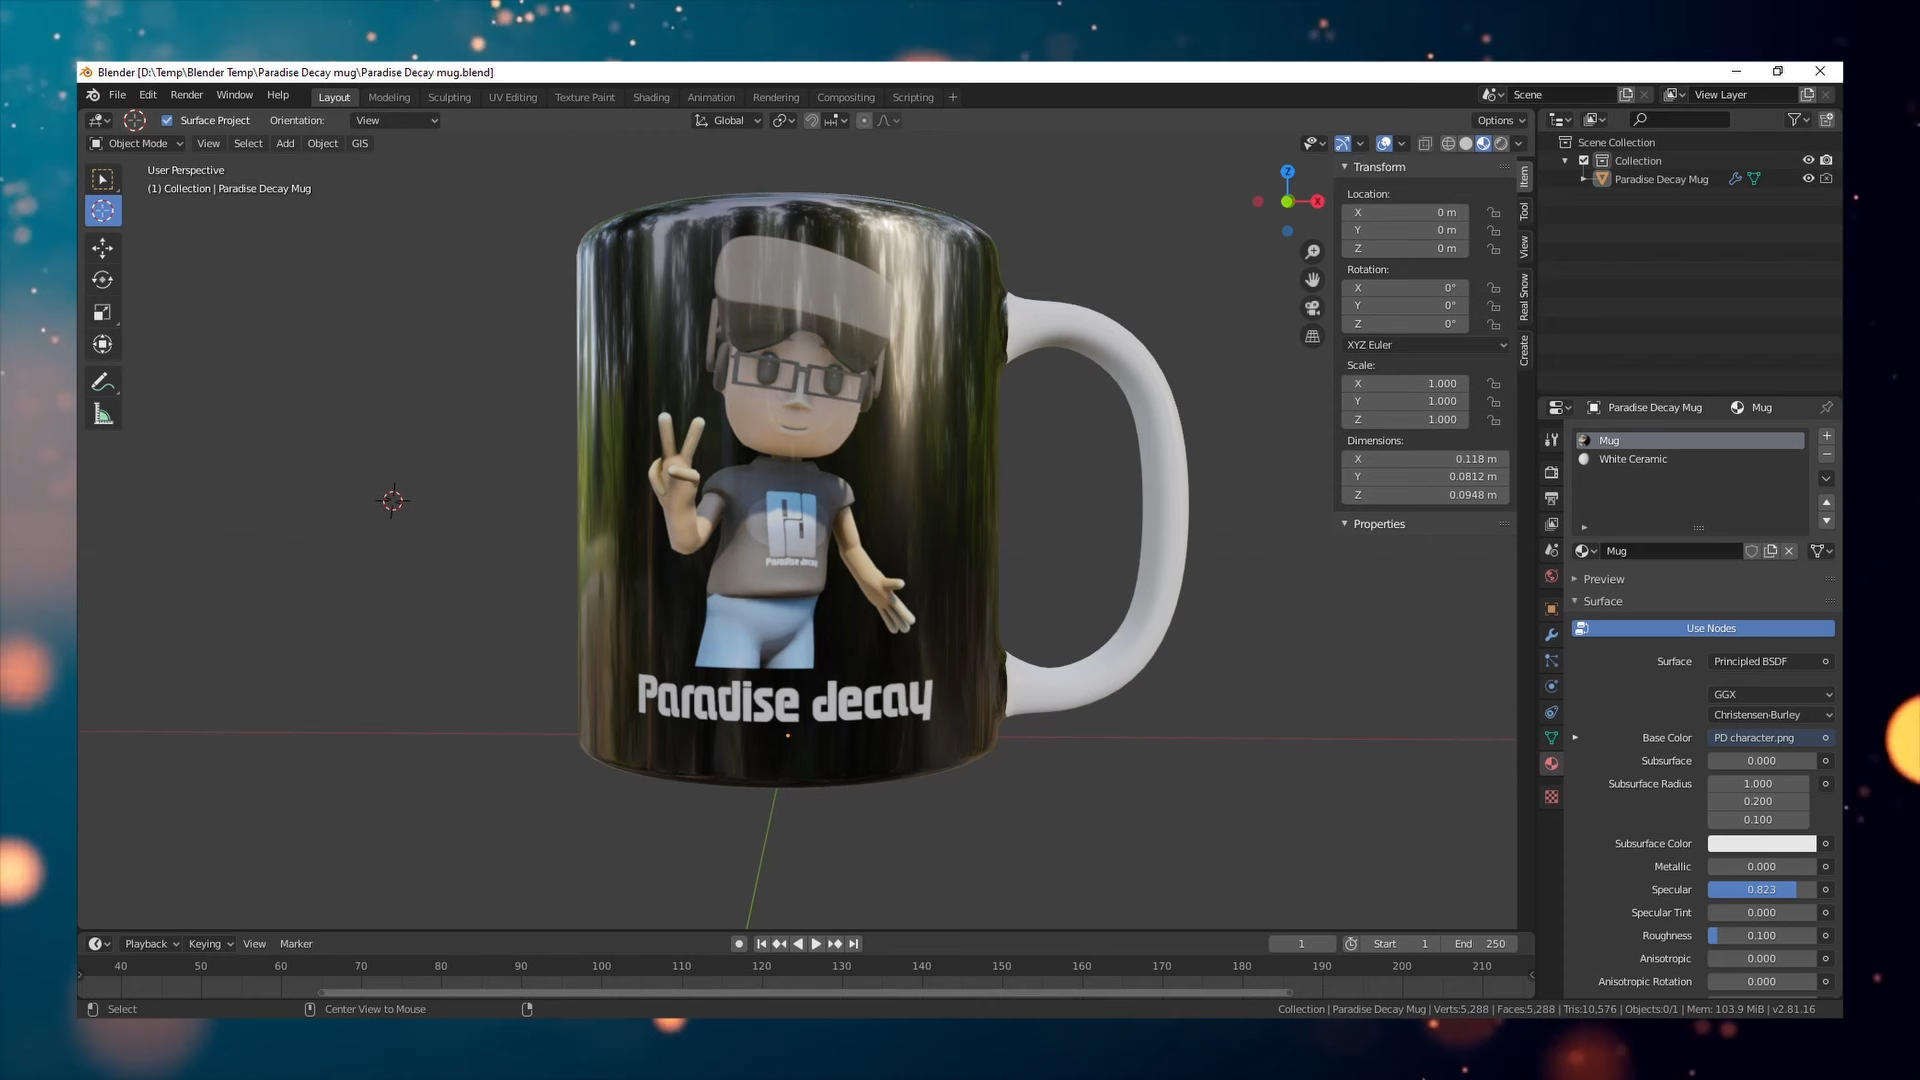 Blender [D:\Temp\Blender Temp\Paradise Decay mug\Paradise Decay mug.blend]
File Edit Render Window Help Layout Modeling Sculpting UV Editing Texture Paint Shading Animation Rendering Compositing Scripting + Scene View Layer
Surface Project Orientation: View Global Options
Object Mode View Select Add Object GIS
User Perspective
(1) Collection | Paradise Decay Mug
Z
X
Paradise decay
Paradise decay
Transform
Location:
X 0 m
Y 0 m
Z 0 m
Rotation:
X 0°
Y 0°
Z 0°
XYZ Euler
Scale:
X 1.000
Y 1.000
Z 1.000
Dimensions:
X 0.118 m
Y 0.0812 m
Z 0.0948 m
Properties
Item
Tool
View
Real Snow
Create
Scene Collection
Collection
Paradise Decay Mug
Paradise Decay Mug Mug
Mug
White Ceramic
Mug
Preview
Surface
Use Nodes
Surface Principled BSDF
GGX
Christensen-Burley
Base Color PD character.png
Subsurface 0.000
Subsurface Radius 1.000
0.200
0.100
Subsurface Color
Metallic 0.000
Specular 0.823
Specular Tint 0.000
Roughness 0.100
Anisotropic 0.000
Anisotropic Rotation 0.000
Playback Keying View Marker 1 Start 1 End 250
40 50 60 70 80 90 100 110 120 130 140 150 160 170 180 190 200 210
Select Center View to Mouse Collection | Paradise Decay Mug | Verts:5,288 | Faces:5,288 | Tris:10,576 | Objects:0/1 | Mem: 103.9 MiB | v2.81.16